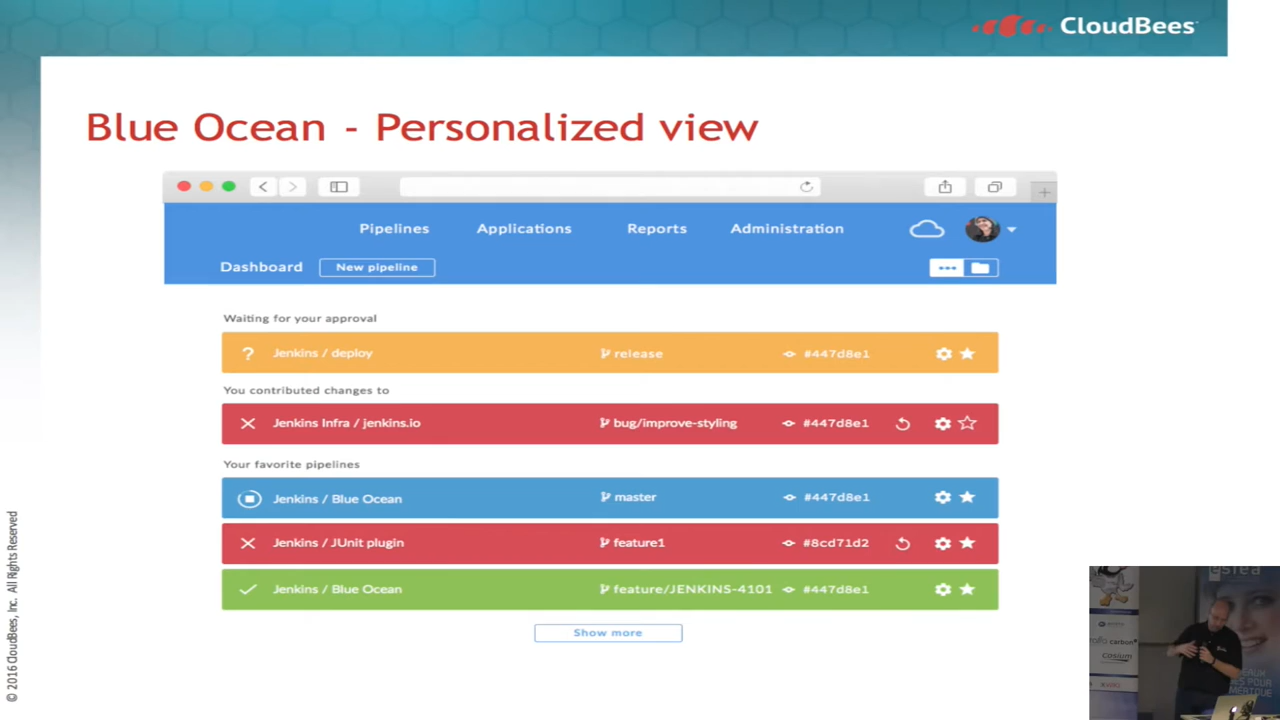 CloudBees
Blue Ocean - Personalized view
Pipelines Applications Reports Administration
Dashboard New pipeline
Waiting for your approval
? Jenkins / deploy release #447d8e1
You contributed changes to
Jenkins Infra / jenkins.io bug/improve-styling #447d8e1
Your favorite pipelines
Jenkins / Blue Ocean master #447d8e1
Jenkins / JUnit plugin feature1 #8cd71d2
Jenkins / Blue Ocean feature/JENKINS-4101 #447d8e1
Show more
© 2016 CloudBees, Inc. All Rights Reserved
carbon
cosium